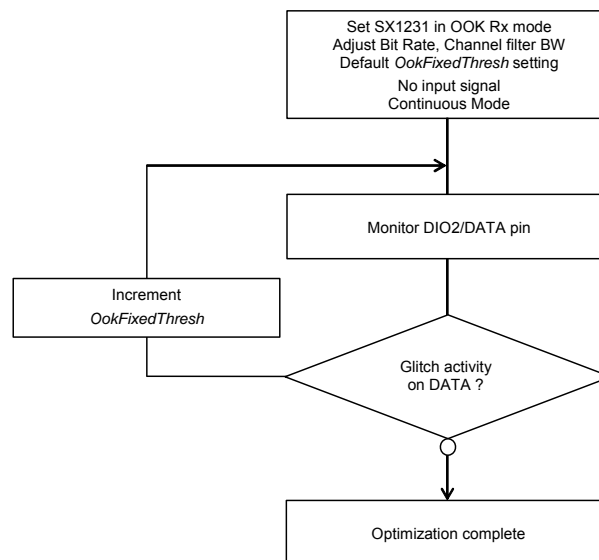 Set SX1231 in OOK Rx mode
Adjust Bit Rate, Channel filter BW
Default OokFixedThresh setting
No input signal
Continuous Mode
Monitor DIO2/DATA pin
Increment
OokFixedThresh
Glitch activity
on DATA ?
Optimization complete